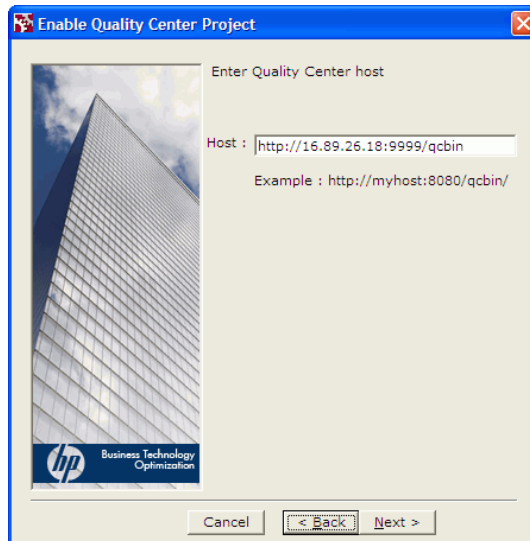 Enable Quality Center Project
Enter Quality Center host
Host : http://16.89.26.18:9999/qcbin
Example : http://myhost:8080/qcbin/
hp Business Technology
Optimization
Cancel < Back Next >